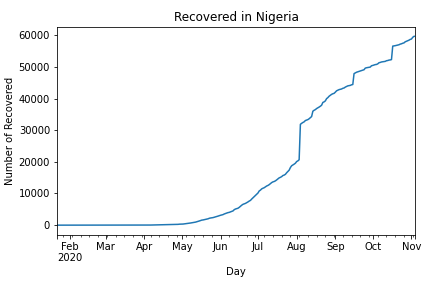 Recovered in Nigeria
Number of Recovered
60000
50000
40000
30000
20000
10000
0
Feb Mar Apr May Jun Jul Aug Sep Oct Nov
2020
Day